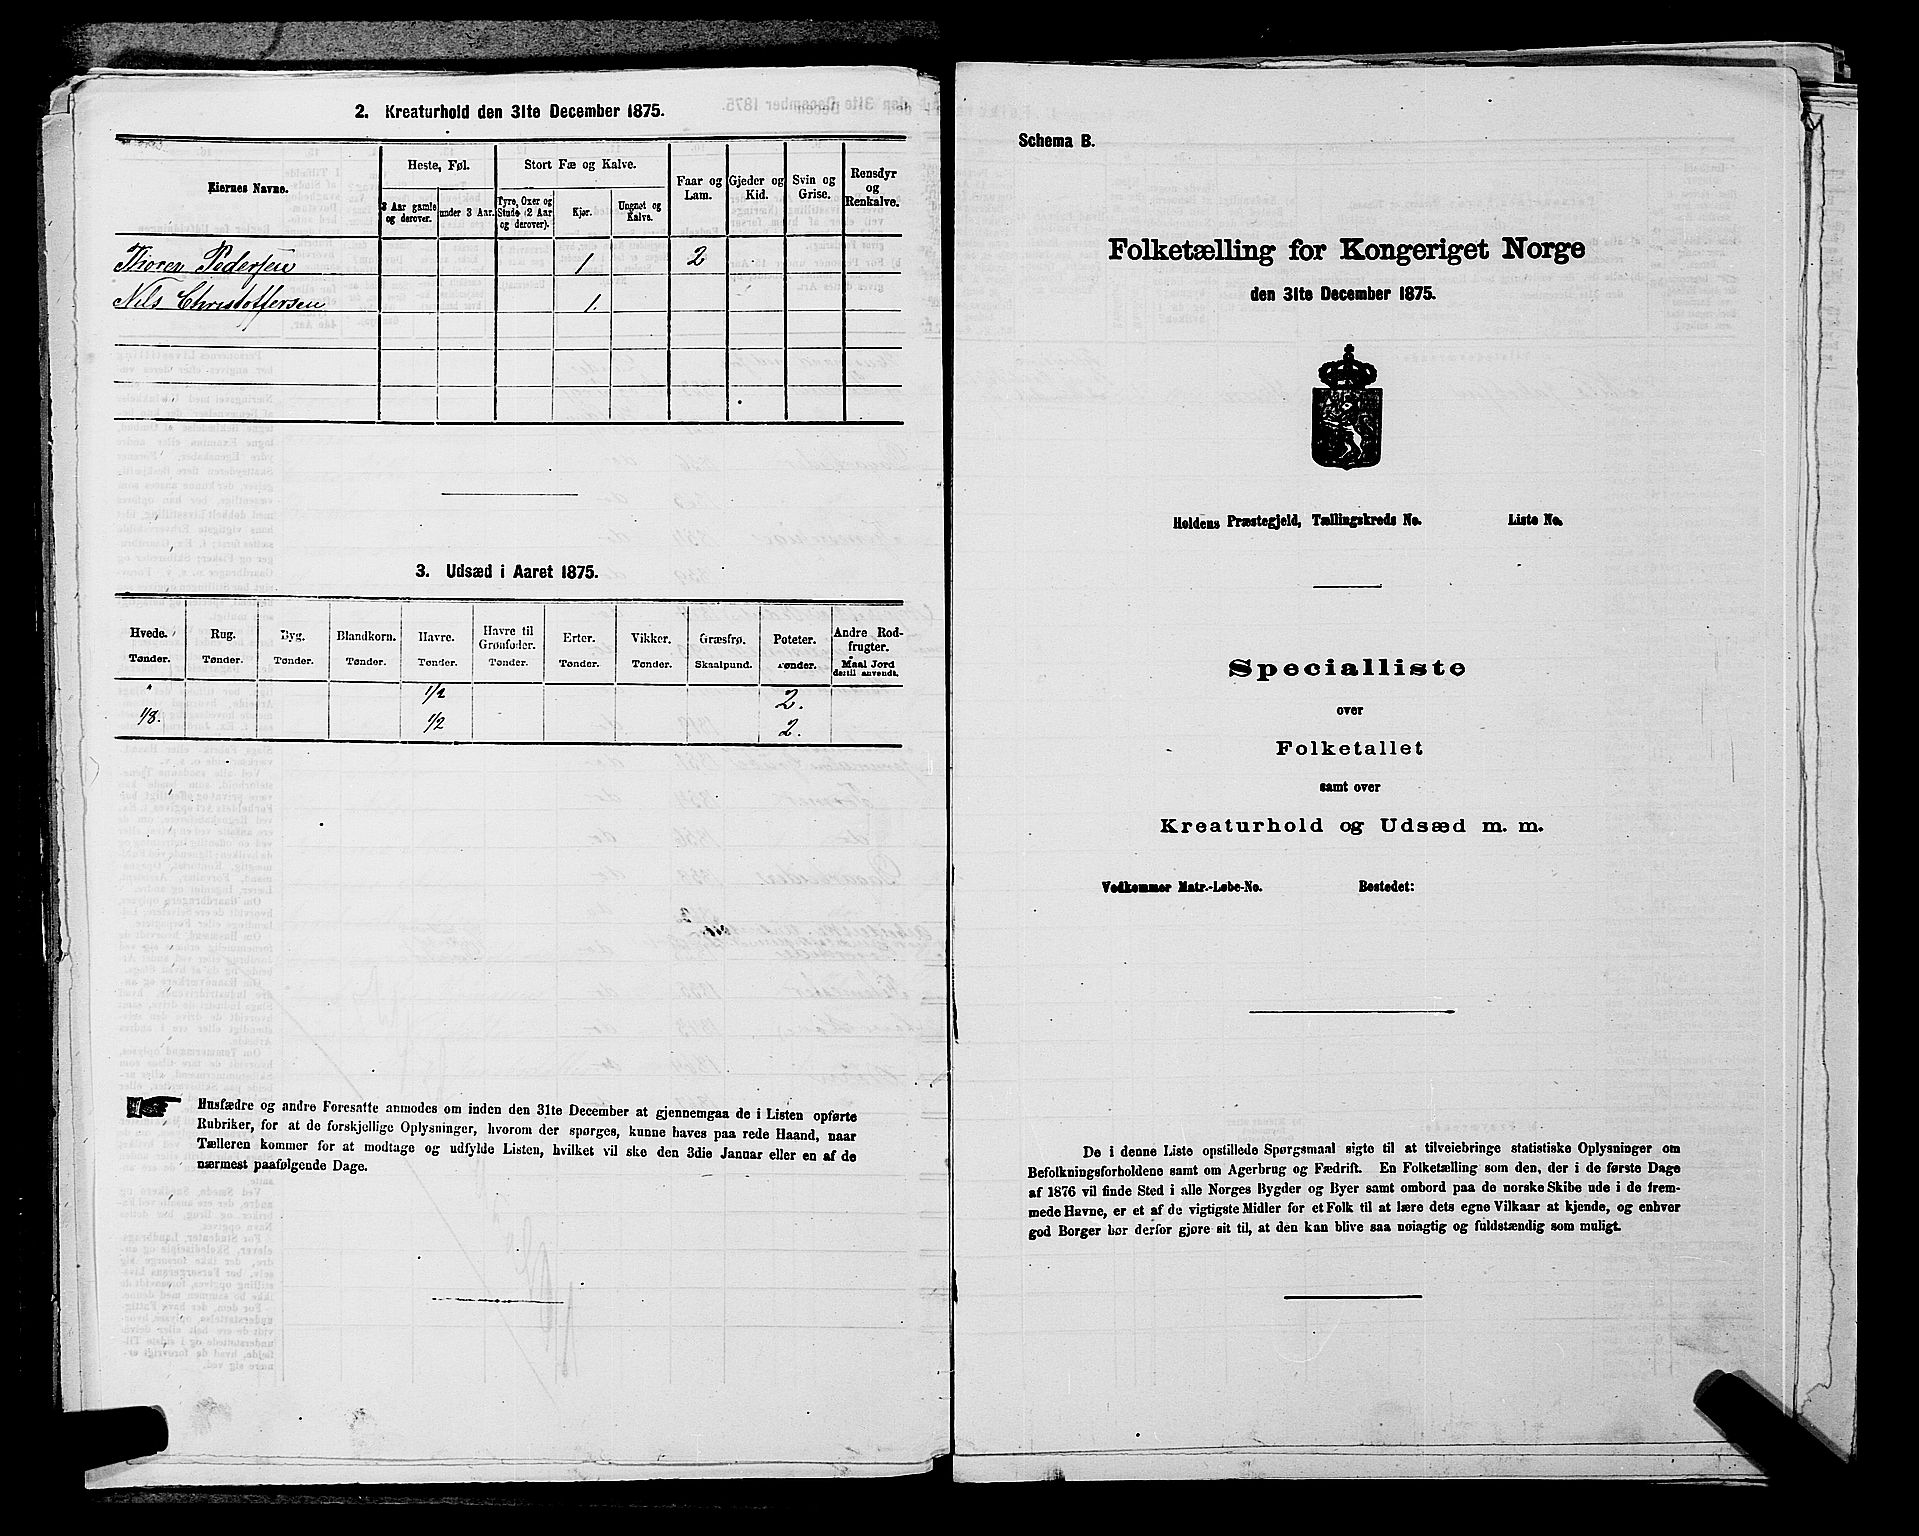 2. Kreaturhold den 31te December 1875.
Eiernes Navne.
Heste, Føl.
3 Aar gamle og derover.
under 3 Aar.
Stort Fæ og Kalve.
Tyre, Oxer og Stude (2 Aar og derover).
Kjør.
Ungnet og Kalve.
Faar og Lam.
Gjeder og Kid.
Svin og Grise.
Rensdyr og Renkalve.
Thoren Pedersen 1 2
Nils Christoffersen 1.
3. Udsæd i Aaret 1875.
Hvede. Rug. Byg. Blandkorn. Havre. Havre til Grønfoder. Erter. Vikker. Græsfrø. Poteter. Andre Rodfrugter.
Tønder. Tønder. Tønder. Tønder. Tønder. Tønder. Tønder. Tønder. Skaalpund. Tønder. Maal Jord dertil anvendt.
" 1/2 2.
1/8. 1/2 2.
Husfædre og andre Foresatte anmodes om inden den 31te December at gjennemgaa de i Listen opførte
Rubriker, for at de forskjellige Oplysninger, hvorom der spørges, kunne haves paa rede Haand, naar
Tælleren kommer for at modtage og udfylde Listen, hvilket vil ske den 3die Januar eller en af de
nærmest paafølgende Dage.
Schema B.
Folketælling for Kongeriget Norge
den 31te December 1875.
Holdens Præstegjeld, Tællingskreds No. Liste No.
Specialliste
over
Folketallet
samt over
Kreaturhold og Udsæd m. m.
Vedkommer Matr.-Løbe-No. Bostedet:
De i denne Liste opstillede Spørgsmaal sigte til at tilveiebringe statistiske Oplysninger om
Befolkningsforholdene samt om Agerbrug og Fædrift. En Folketælling som den, der i de første Dage
af 1876 vil finde Sted i alle Norges Bygder og Byer samt ombord paa de norske Skibe ude i de frem-
mede Havne, er et af de vigtigste Midler for et Folk til at lære dets egne Vilkaar at kjende, og enhver
god Borger bør derfor gjøre sit til, at den kan blive saa nøiagtig og fuldstændig som muligt.